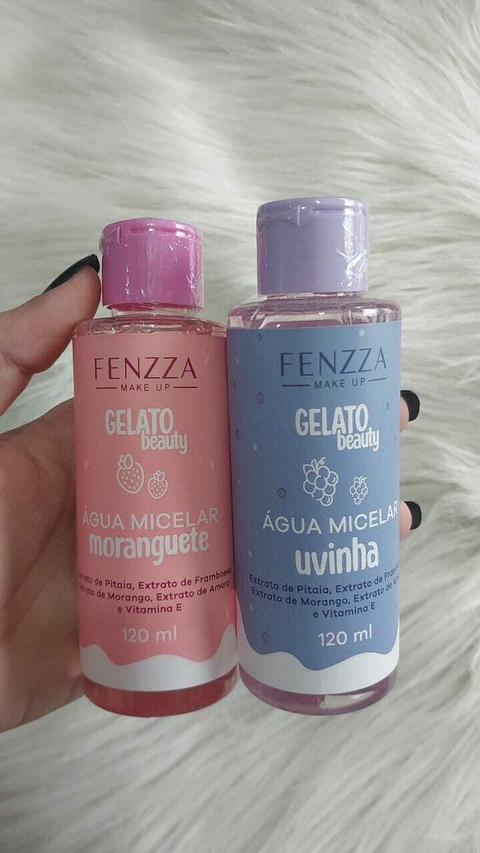 FENZZA
MAKE UP
GELATO
beauty
ÁGUA MICELAR
moranguete
Extrato de Pitaia, Extrato de Framboesa
Extrato de Morango, Extrato de Amora
e Vitamina E
120 ml
FENZZA
MAKE UP
GELATO
beauty
ÁGUA MICELAR
uvinha
Extrato de Pitaia, Extrato de
Extrato de Morango, Extrato de
e Vitamina E
120 ml